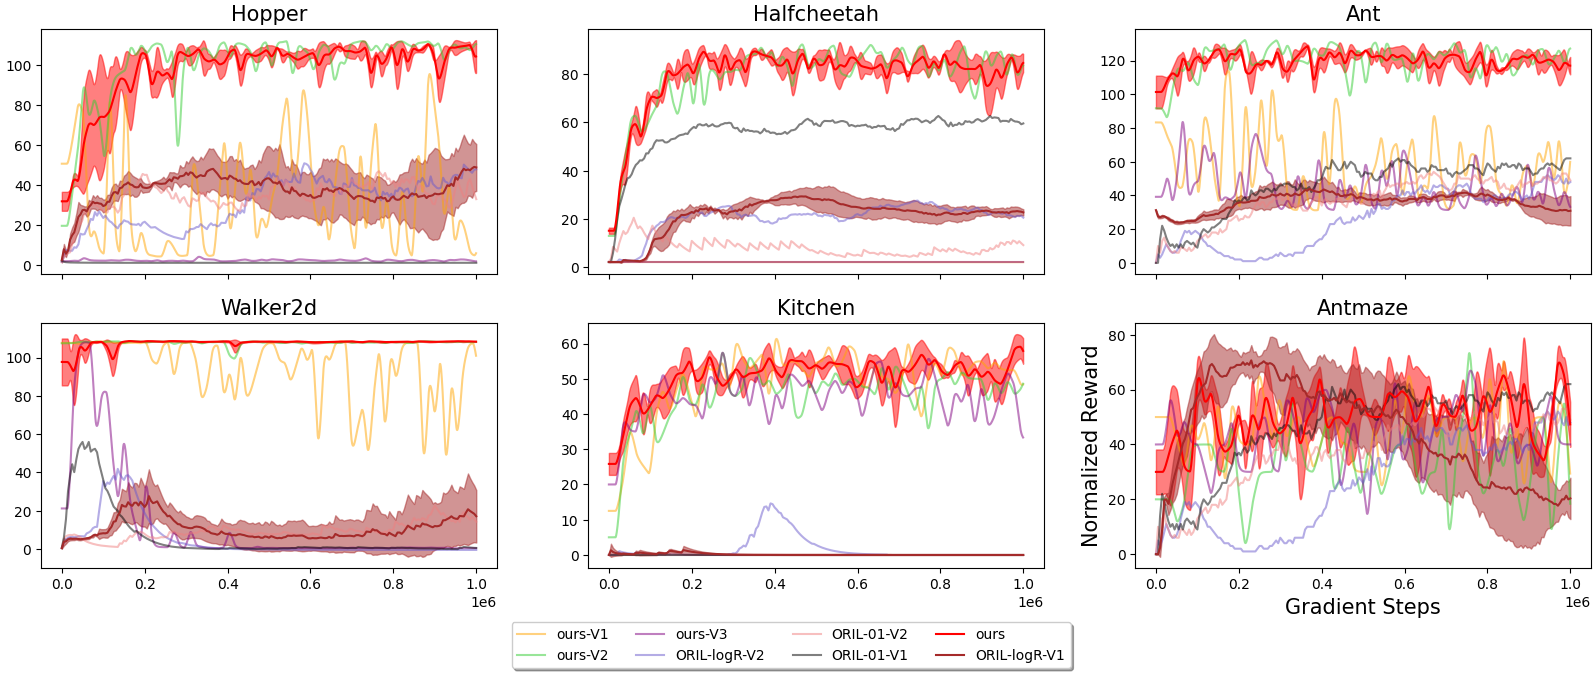 Hopper
Halfcheetah
Ant
100
80
60
40
20
0
80
60
40
20
0
120
100
80
60
40
20
0
Walker2d
Kitchen
Antmaze
100
80
60
40
20
0
60
50
40
30
20
10
0
Normalized Reward
80
60
40
20
0
0.0 0.2 0.4 0.6 0.8 1.0
1e6
0.0 0.2 0.4 0.6 0.8 1.0
1e6
0.0 0.2 0.4 0.6 0.8 1.0
1e6
Gradient Steps
ours-V1 ours-V3 ORIL-01-V2 ours
ours-V2 ORIL-logR-V2 ORIL-01-V1 ORIL-logR-V1